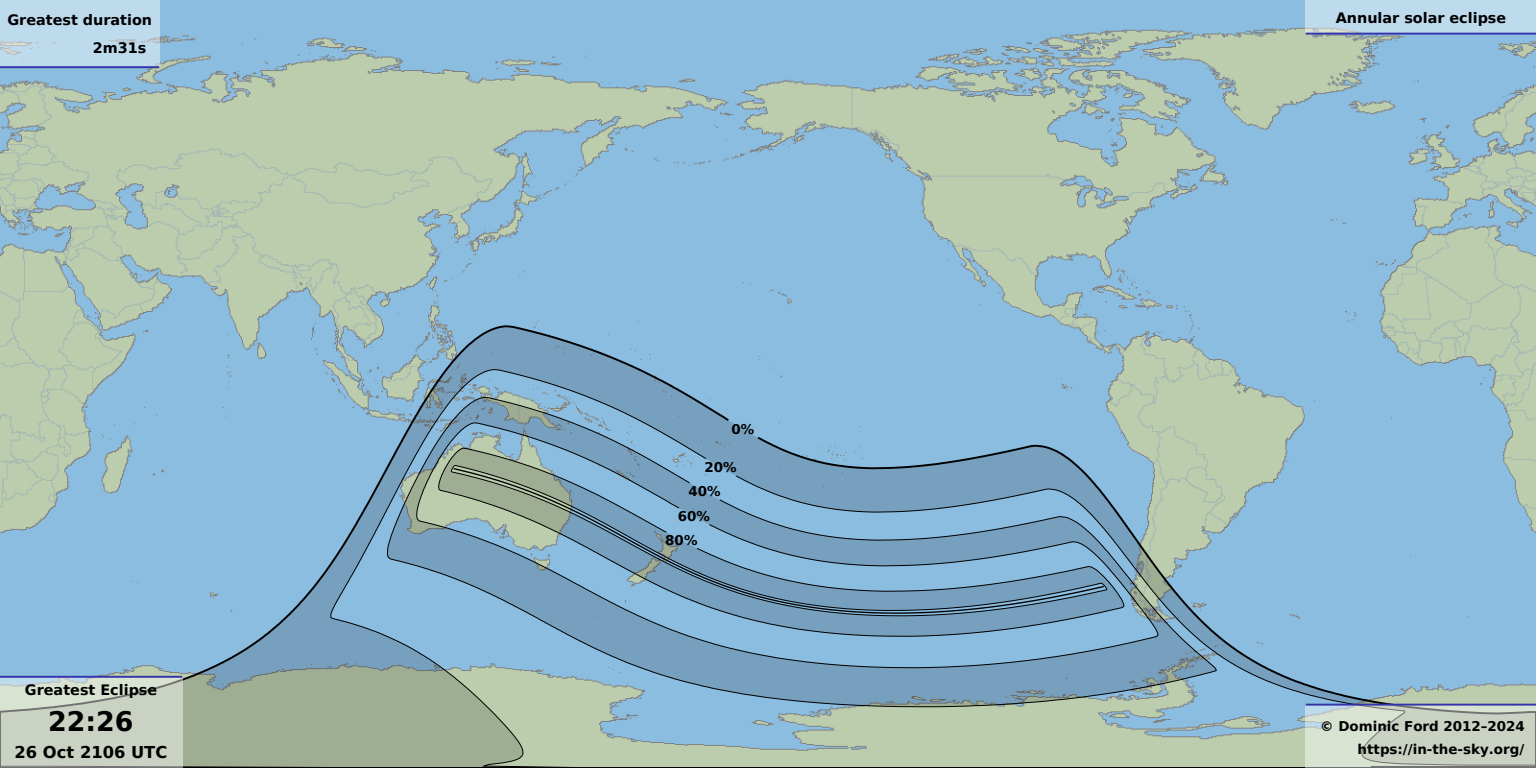 Greatest duration
2m31s
Annular solar eclipse
0%
20%
40%
60%
80%
Greatest Eclipse
22:26
26 Oct 2106 UTC
© Dominic Ford 2012–2024
https://in-the-sky.org/